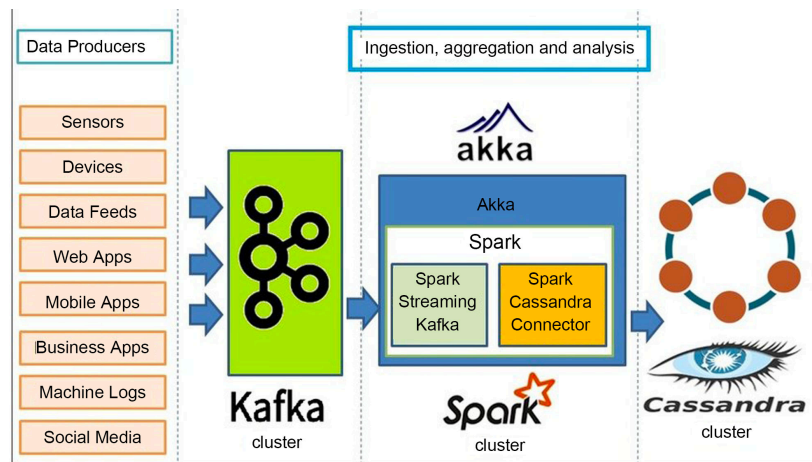 Data Producers
Ingestion, aggregation and analysis
Sensors
Devices
Data Feeds
Web Apps
Mobile Apps
Business Apps
Machine Logs
Social Media
Kafka
cluster
akka
Akka
Spark
Spark
Streaming
Kafka
Spark
Cassandra
Connector
Spark
cluster
Cassandra
cluster